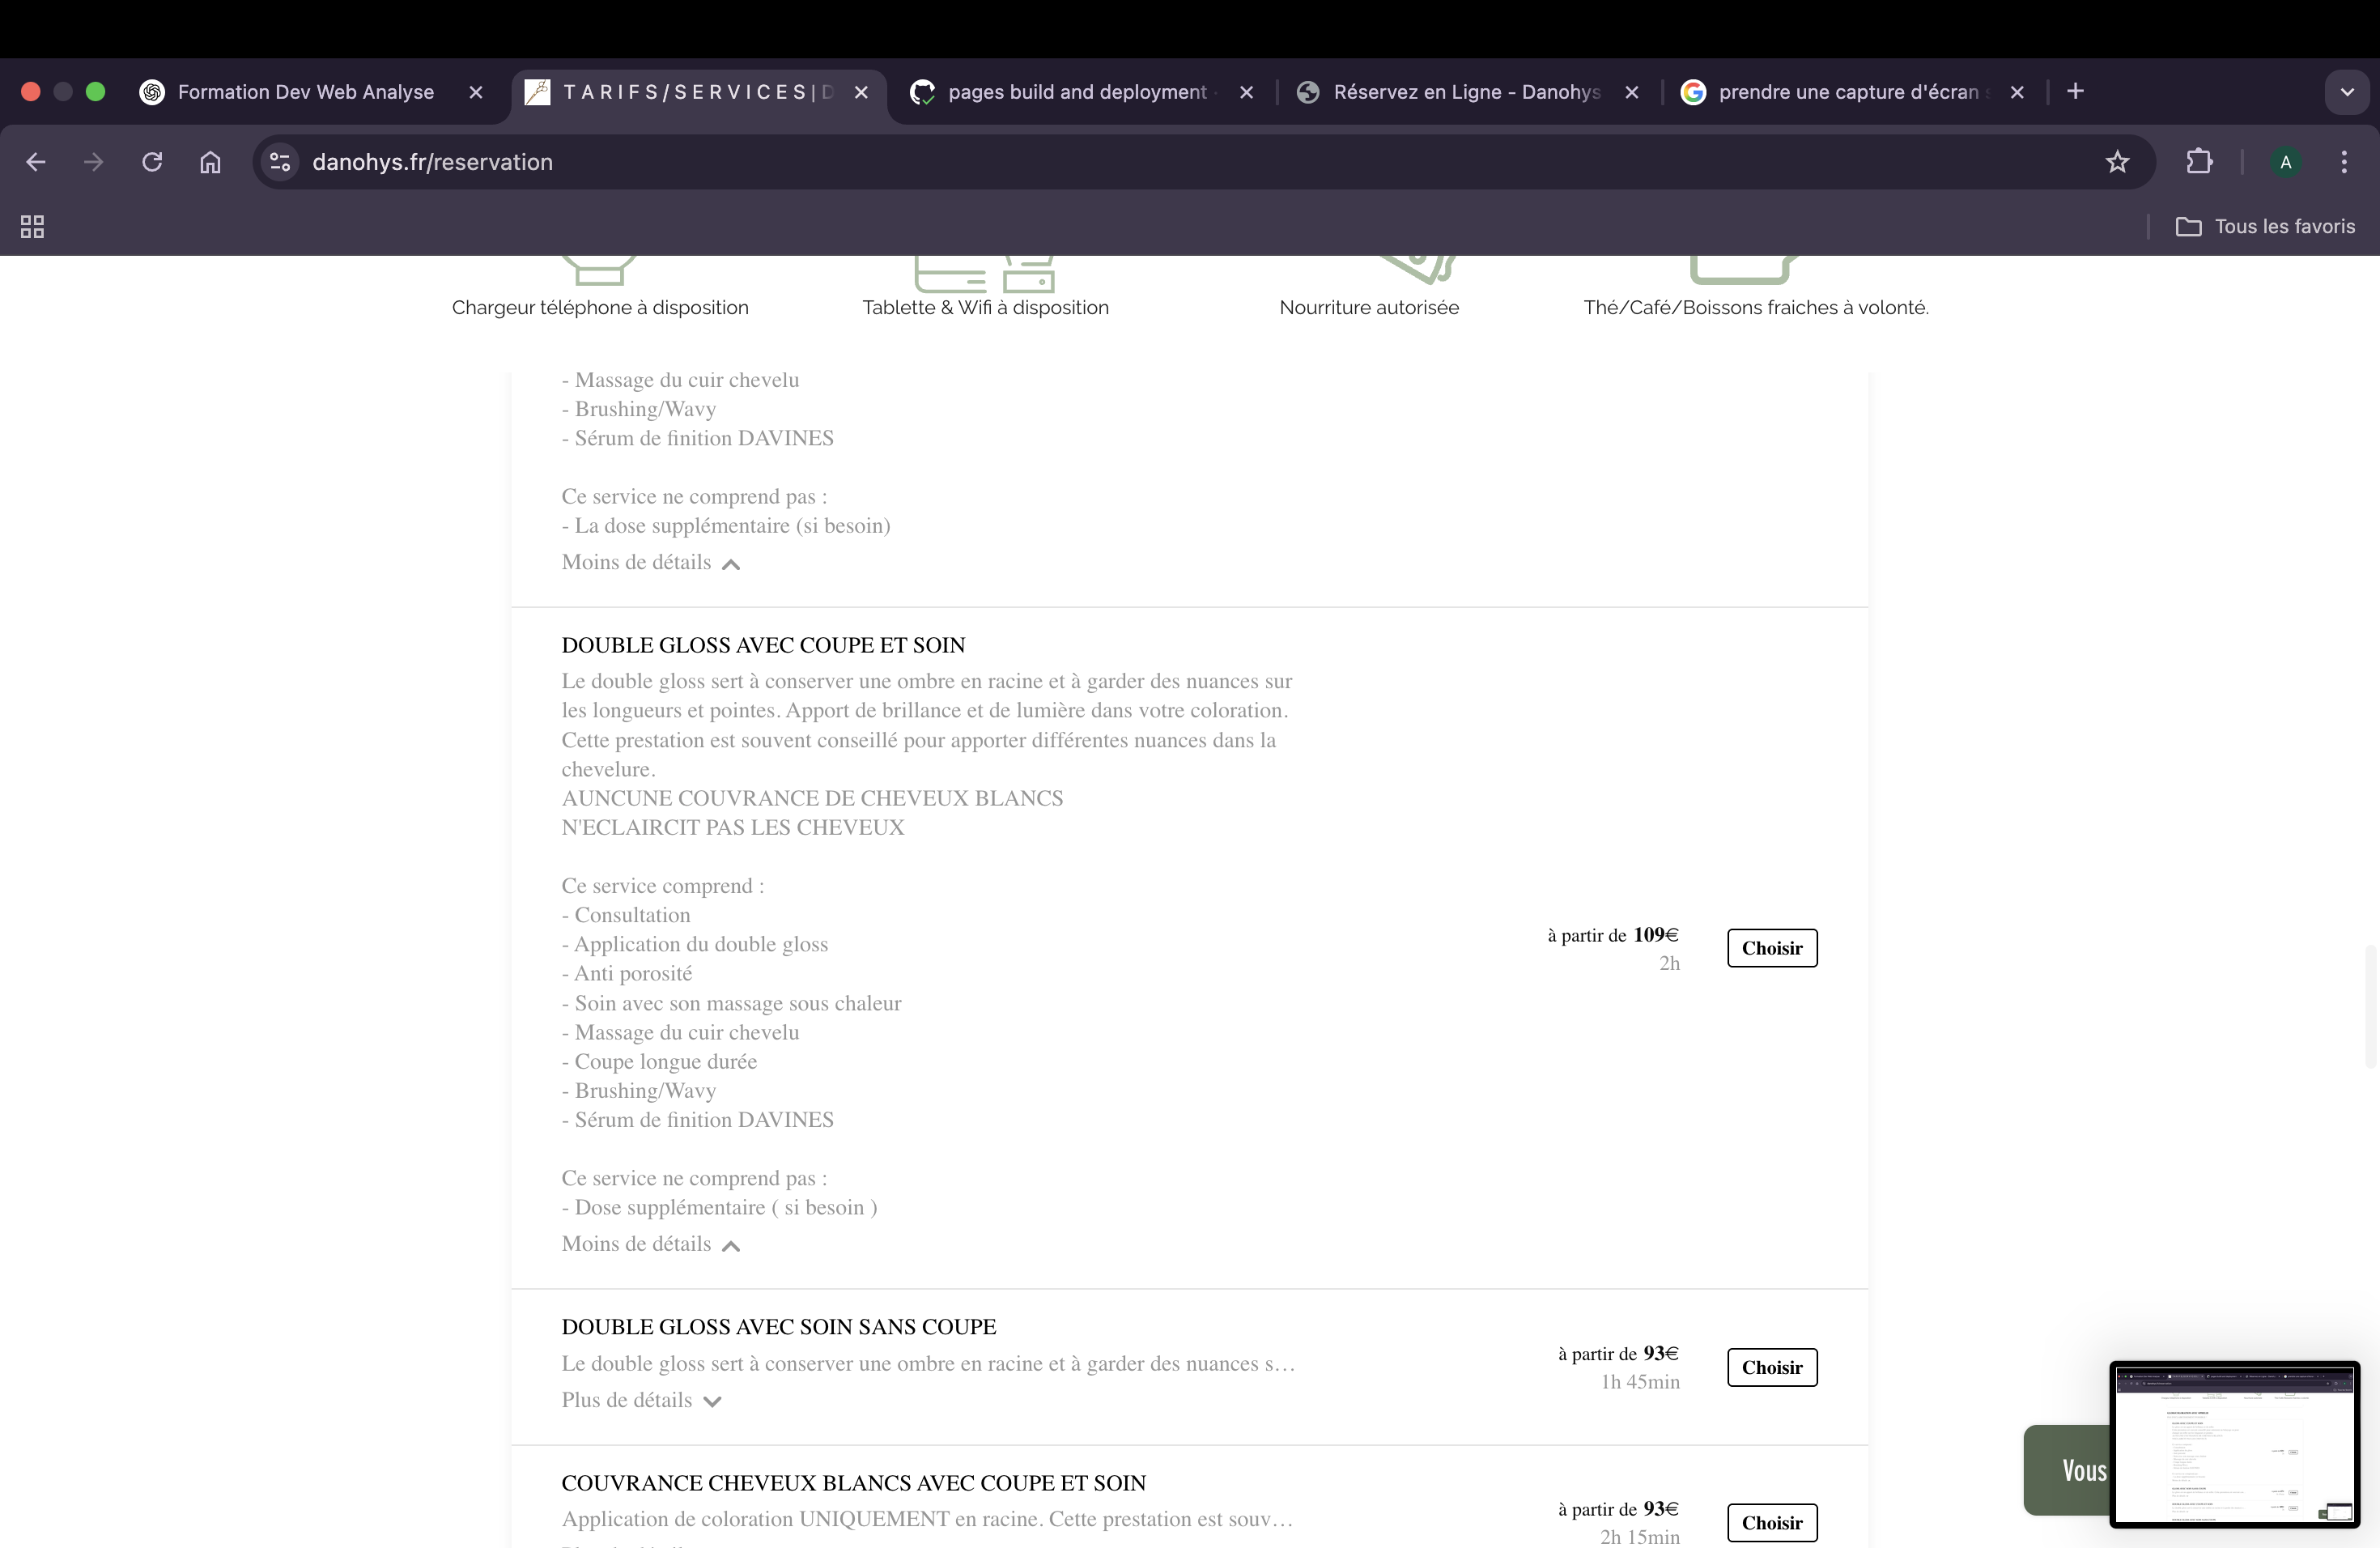 Formation Dev Web Analyse
T A R I F S / S E R V I C E S | D
pages build and deployment
Réservez en Ligne - Danohys
prendre une capture d'écran
danohys.fr/reservation
A
Tous les favoris
Chargeur téléphone à disposition
Tablette & Wifi à disposition
Nourriture autorisée
Thé/Café/Boissons fraiches à volonté.
- Massage du cuir chevelu
- Brushing/Wavy
- Sérum de finition DAVINES
Ce service ne comprend pas :
- La dose supplémentaire (si besoin)
Moins de détails
DOUBLE GLOSS AVEC COUPE ET SOIN
Le double gloss sert à conserver une ombre en racine et à garder des nuances sur
les longueurs et pointes. Apport de brillance et de lumière dans votre coloration.
Cette prestation est souvent conseillé pour apporter différentes nuances dans la
chevelure.
AUNCUNE COUVRANCE DE CHEVEUX BLANCS
N'ECLAIRCIT PAS LES CHEVEUX
Ce service comprend :
- Consultation
- Application du double gloss
- Anti porosité
- Soin avec son massage sous chaleur
- Massage du cuir chevelu
- Coupe longue durée
- Brushing/Wavy
- Sérum de finition DAVINES
Ce service ne comprend pas :
- Dose supplémentaire ( si besoin )
Moins de détails
à partir de 109€
2h
Choisir
DOUBLE GLOSS AVEC SOIN SANS COUPE
Le double gloss sert à conserver une ombre en racine et à garder des nuances s…
Plus de détails
à partir de 93€
1h 45min
Choisir
COUVRANCE CHEVEUX BLANCS AVEC COUPE ET SOIN
Application de coloration UNIQUEMENT en racine. Cette prestation est souv…
à partir de 93€
2h 15min
Choisir
Vous